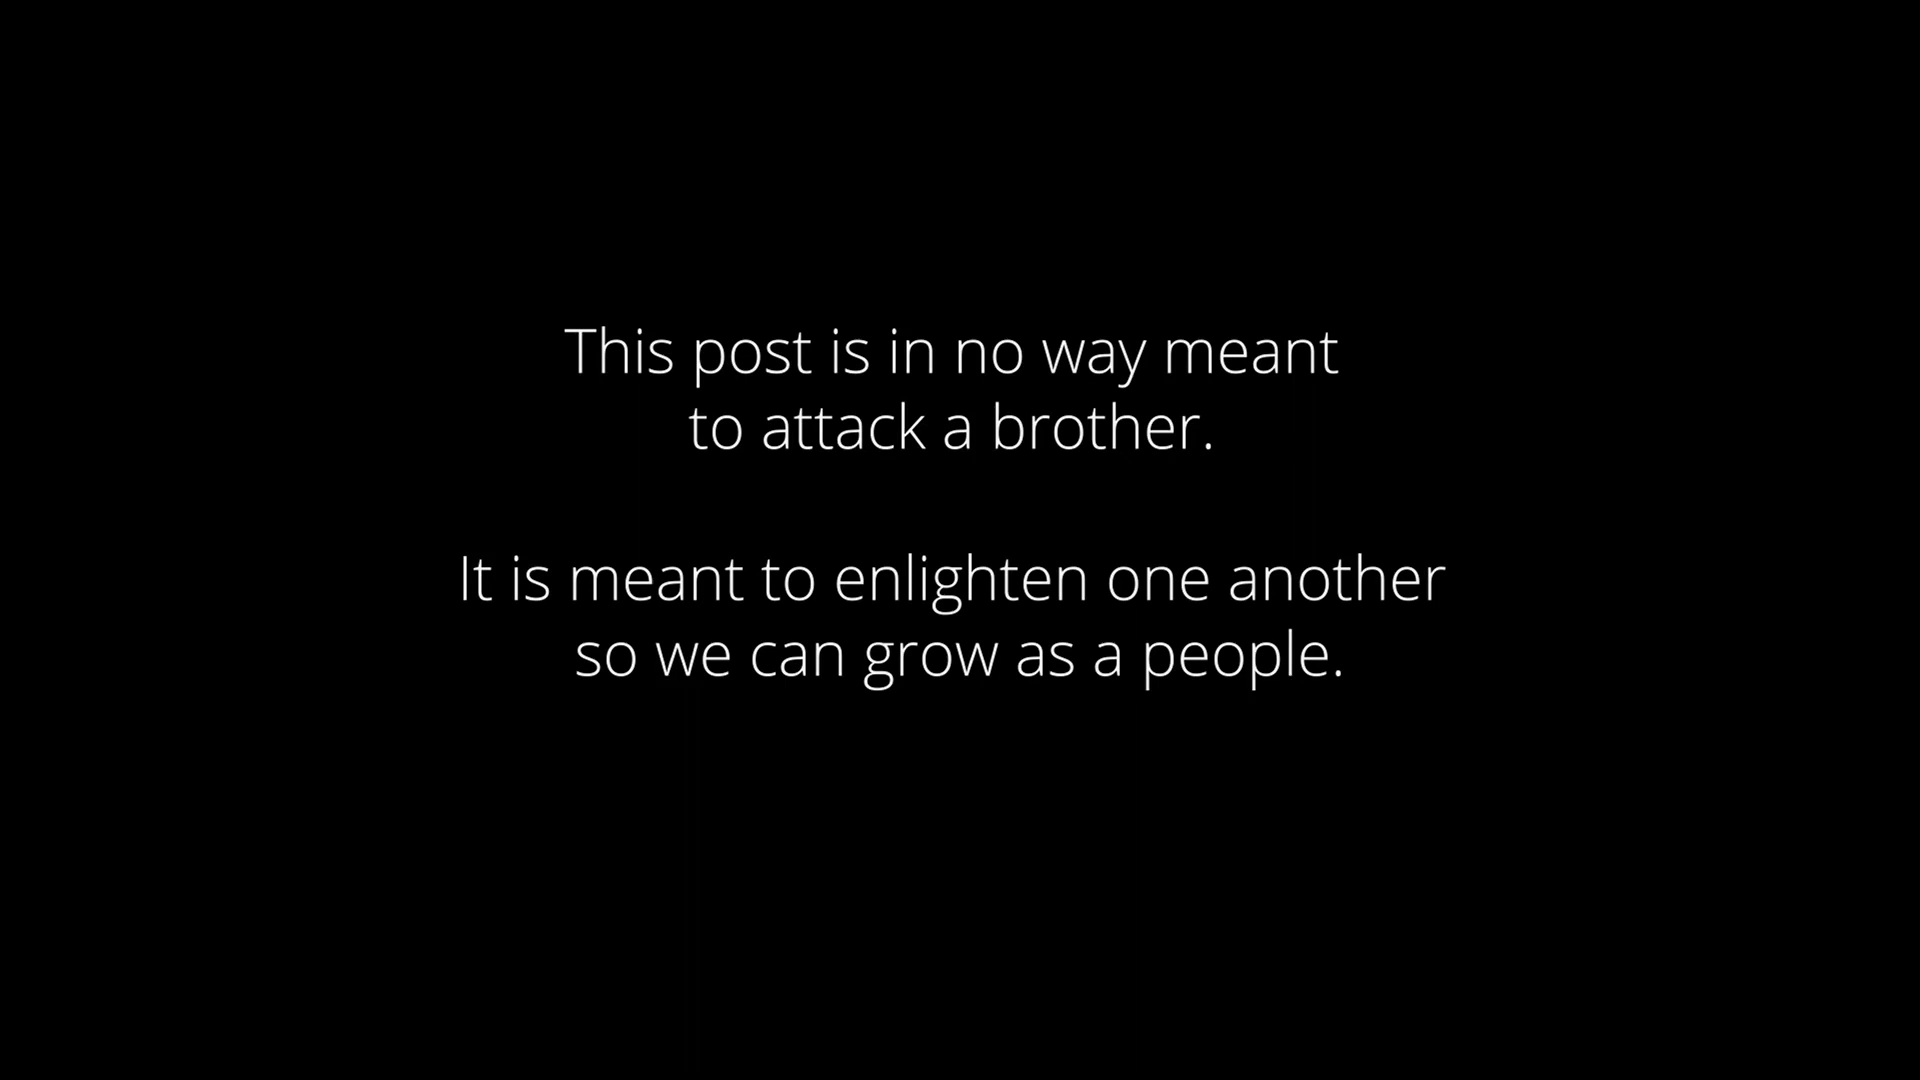 This post is in no way meant
to attack a brother.
It is meant to enlighten one another
so we can grow as a people.